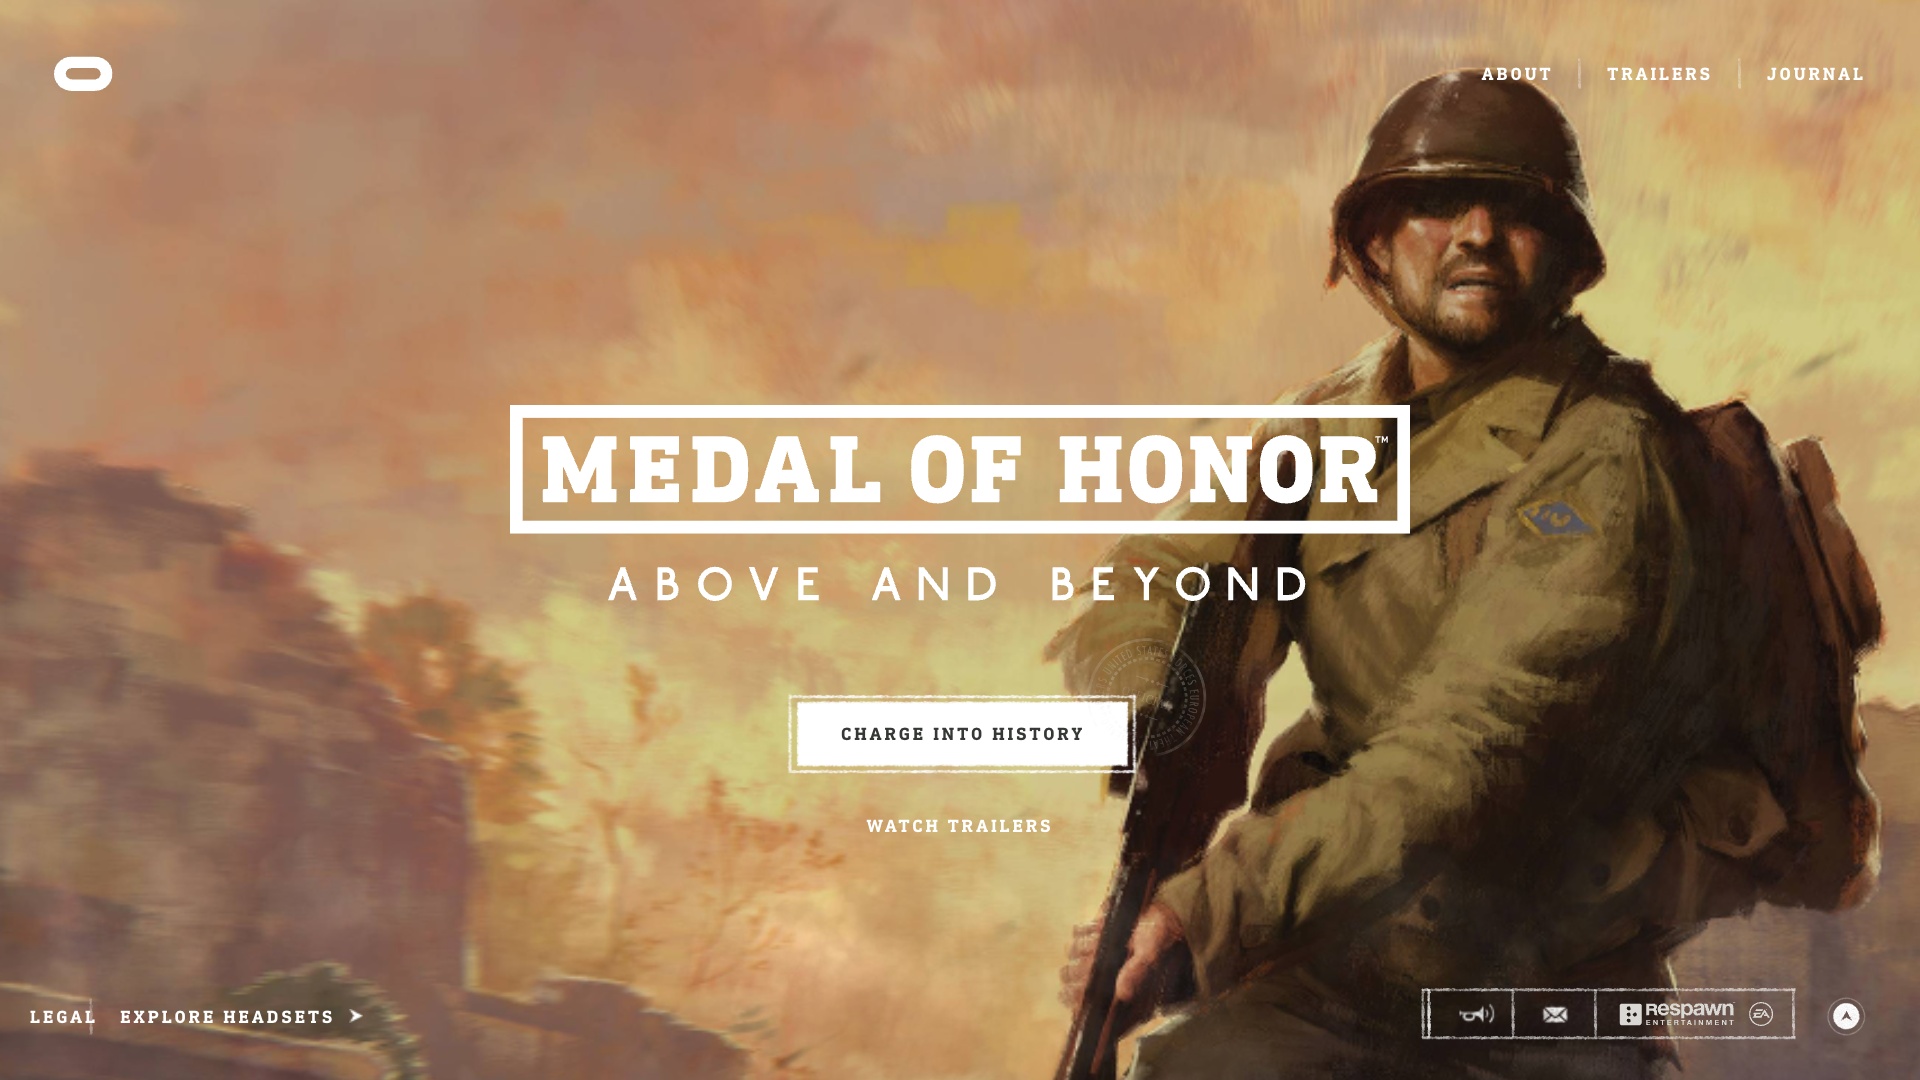 ABOUT
TRAILERS
JOURNAL
MEDAL OF HONOR™
ABOVE AND BEYOND
CHARGE INTO HISTORY
WATCH TRAILERS
LEGAL
EXPLORE HEADSETS
Respawn
ENTERTAINMENT
EA